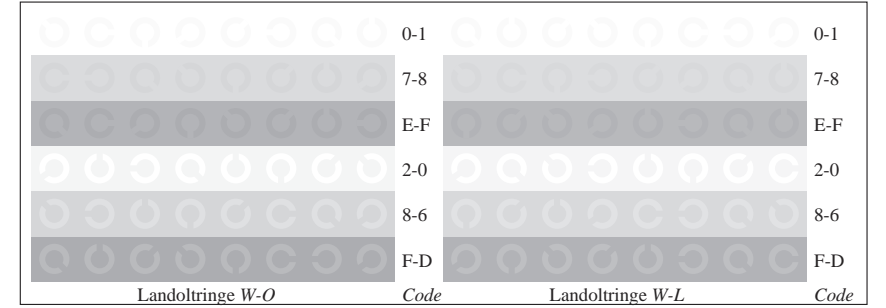 0-1 0-1
7-8 7-8
E-F E-F
2-0 2-0
8-6 8-6
F-D F-D
Landoltringe W-O Code Landoltringe W-L Code